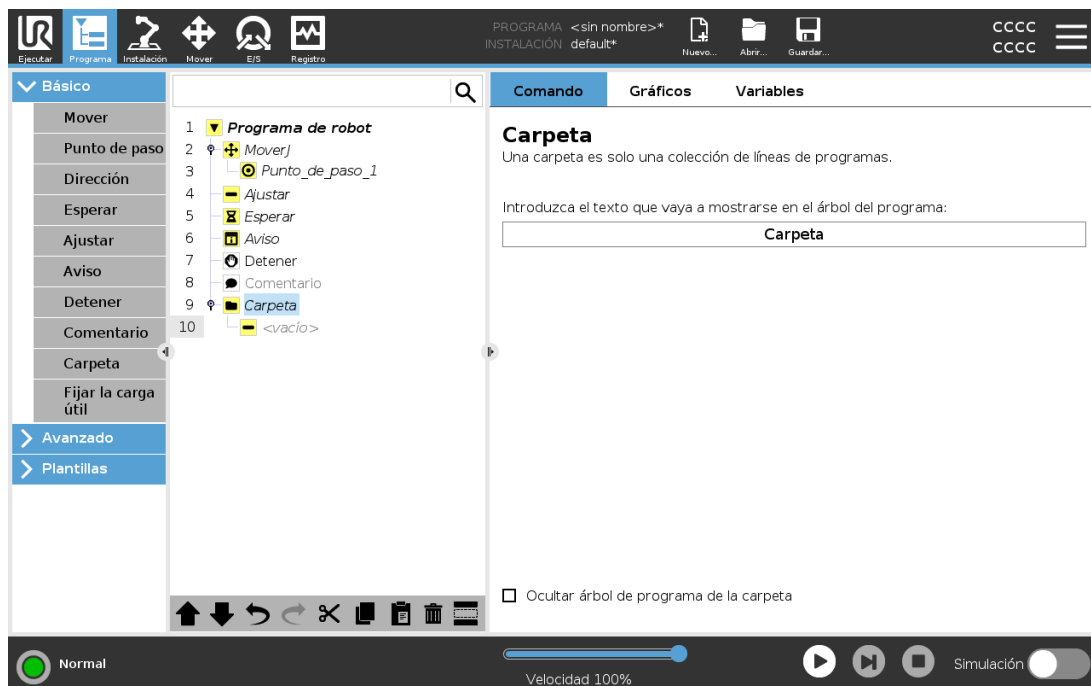 PROGRAMA <sin nombre>*
INSTALACIÓN default*
Ejecutar
Programa
Instalación
Mover
E/S
Registro
Nuevo...
Abrir...
Guardar...
CCCC
CCCC
Básico
Mover
Punto de paso
Dirección
Esperar
Ajustar
Aviso
Detener
Comentario
Carpeta
Fijar la carga
útil
Avanzado
Plantillas
1 Programa de robot
2 MoverJ
3 Punto_de_paso_1
4 Ajustar
5 Esperar
6 Aviso
7 Detener
8 Comentario
9 Carpeta
10 <vacío>
Comando Gráficos Variables
Carpeta
Una carpeta es solo una colección de líneas de programas.
Introduzca el texto que vaya a mostrarse en el árbol del programa:
Carpeta
Ocultar árbol de programa de la carpeta
Normal
Velocidad 100%
Simulación